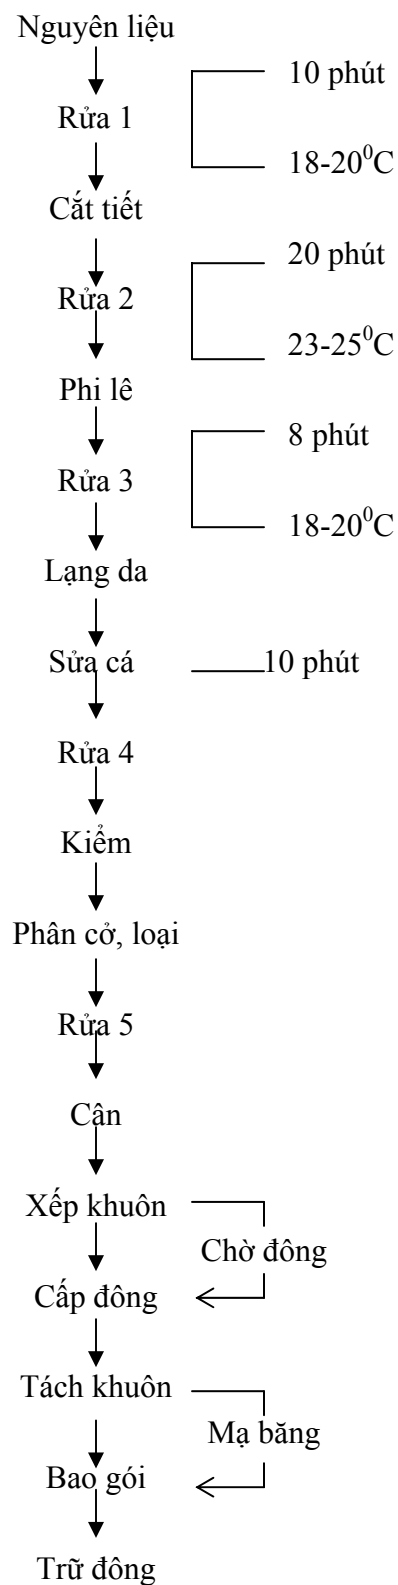 Nguyên liệu
10 phút
Rửa 1
18-20⁰C
Cắt tiết
20 phút
Rửa 2
23-25⁰C
Phi lê
8 phút
Rửa 3
18-20⁰C
Lạng da
Sửa cá 10 phút
Rửa 4
Kiểm
Phân cở, loại
Rửa 5
Cân
Xếp khuôn
Chờ đông
Cấp đông
Tách khuôn
Mạ băng
Bao gói
Trữ đông